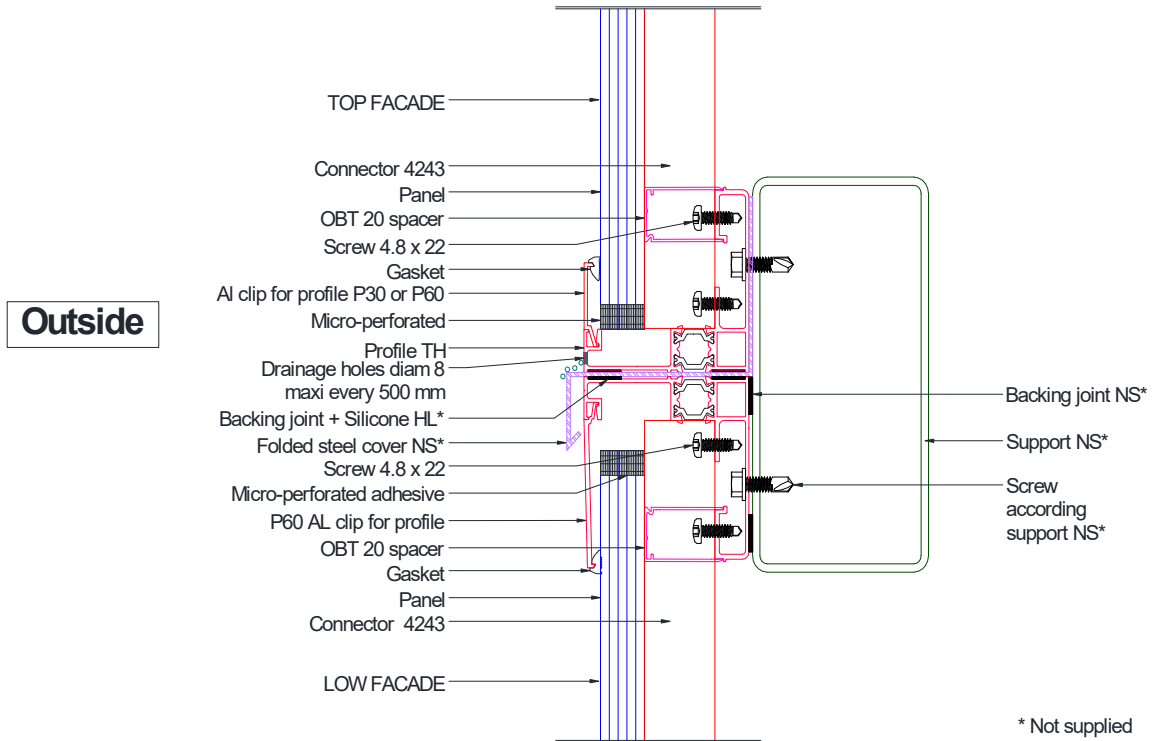 TOP FACADE
Connector 4243
Panel
OBT 20 spacer
Screw 4.8 x 22
Gasket
Al clip for profile P30 or P60
Micro-perforated
Profile TH
Drainage holes diam 8
maxi every 500 mm
Backing joint + Silicone HL*
Folded steel cover NS*
Screw 4.8 x 22
Micro-perforated adhesive
P60 AL clip for profile
OBT 20 spacer
Gasket
Panel
Connector 4243
LOW FACADE
Outside
Backing joint NS*
Support NS*
Screw
according
support NS*
* Not supplied